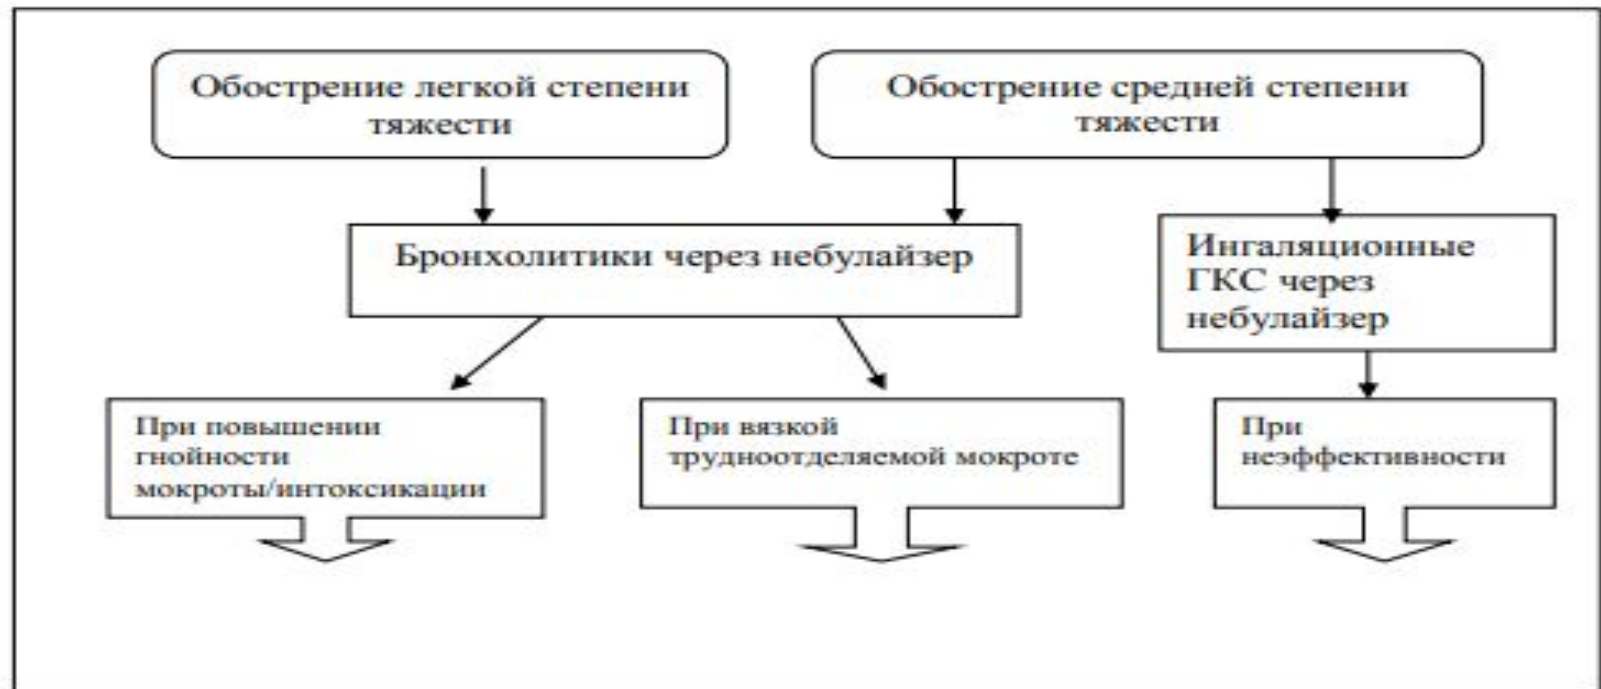 Обострение легкой степени
тяжести
Обострение средней степени
тяжести
Бронхолитики через небулайзер
Ингаляционные
ГКС через
небулайзер
При повышении
гнойности
мокроты/интоксикации
При вязкой
трудноотделяемой мокроте
При
неэффективности